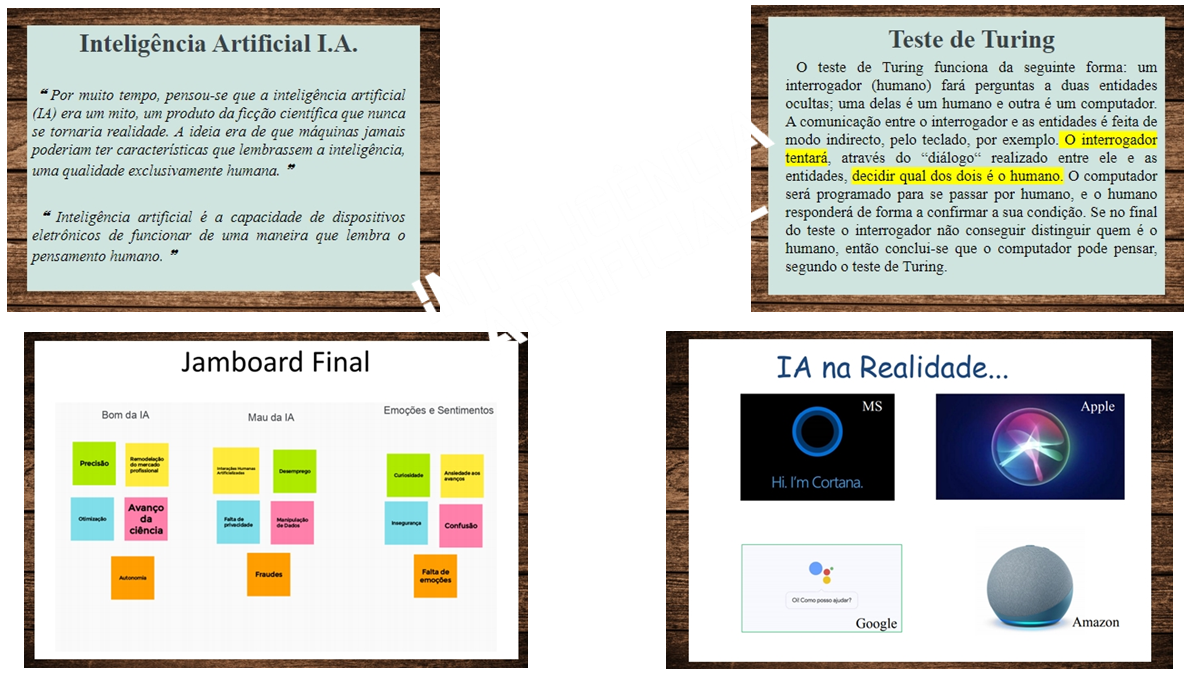 Inteligência Artificial I.A.
❝ Por muito tempo, pensou-se que a inteligência artificial
(IA) era um mito, um produto da ficção científica que nunca
se tornaria realidade. A ideia era de que máquinas jamais
poderiam ter características que lembrassem a inteligência,
uma qualidade exclusivamente humana. ❞
❝ Inteligência artificial é a capacidade de dispositivos
eletrônicos de funcionar de uma maneira que lembra o
pensamento humano. ❞
Teste de Turing
O teste de Turing funciona da seguinte forma: um
interrogador (humano) fará perguntas a duas entidades
ocultas; uma delas é um humano e outra é um computador.
A comunicação entre o interrogador e as entidades é feita de
modo indirecto, pelo teclado, por exemplo. O interrogador
tentará, através do “diálogo“ realizado entre ele e as
entidades, decidir qual dos dois é o humano. O computador
será programado para se passar por humano, e o humano
responderá de forma a confirmar a sua condição. Se no final
do teste o interrogador não conseguir distinguir quem é o
humano, então conclui-se que o computador pode pensar,
segundo o teste de Turing.
Jamboard Final
Bom da IA
Precisão
Remodelação
do mercado
profissional
Otimização
Avanço
da
ciência
Autonomia
Mau da IA
Interações Humanas
Artificializadas
Desemprego
Falta de
privacidade
Manipulação
de Dados
Fraudes
Emoções e Sentimentos
Curiosidade
Ansiedade aos
avanços
Insegurança
Confusão
Falta de
emoções
IA na Realidade...
MS
Hi. I'm Cortana.
Apple
Oi! Como posso ajudar?
Google
Amazon